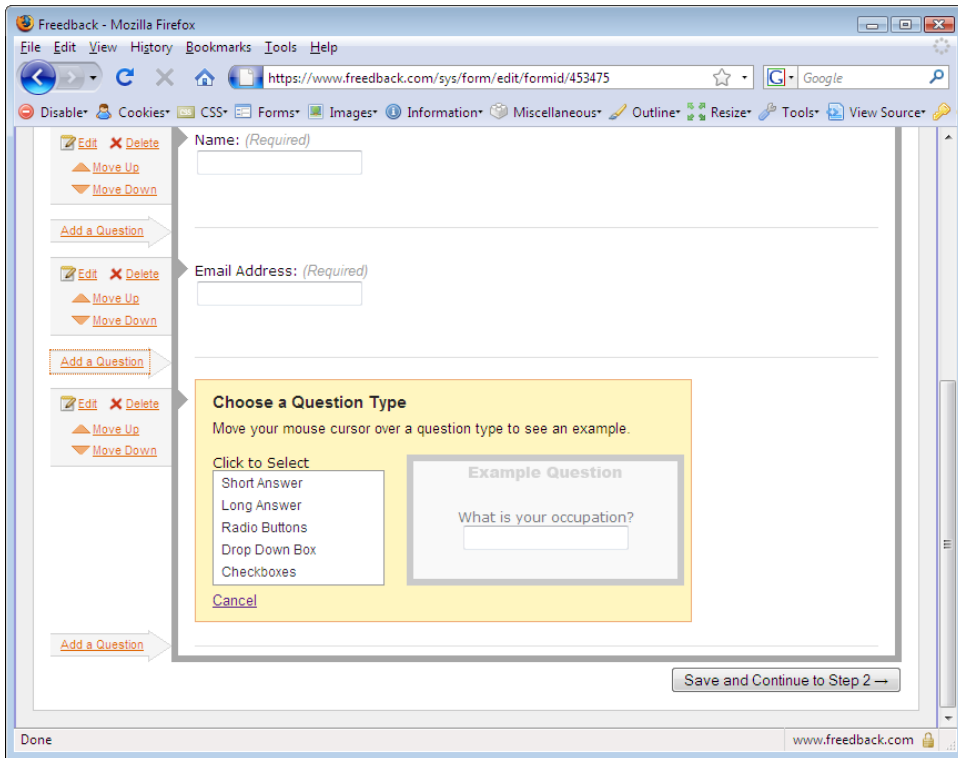 Freedback - Mozilla Firefox
File Edit View History Bookmarks Tools Help
https://www.freedback.com/sys/form/edit/formid/453475 G Google
Disable Cookies CSS Forms Images Information Miscellaneous Outline Resize Tools View Source
Edit Delete Name: (Required)
Move Up
Move Down
Add a Question
Edit Delete Email Address: (Required)
Move Up
Move Down
Add a Question
Edit Delete Choose a Question Type
Move Up Move your mouse cursor over a question type to see an example.
Move Down
Click to Select
Short Answer
Long Answer
Radio Buttons
Drop Down Box
Checkboxes
Cancel
Example Question
What is your occupation?
Add a Question
Save and Continue to Step 2 →
Done www.freedback.com